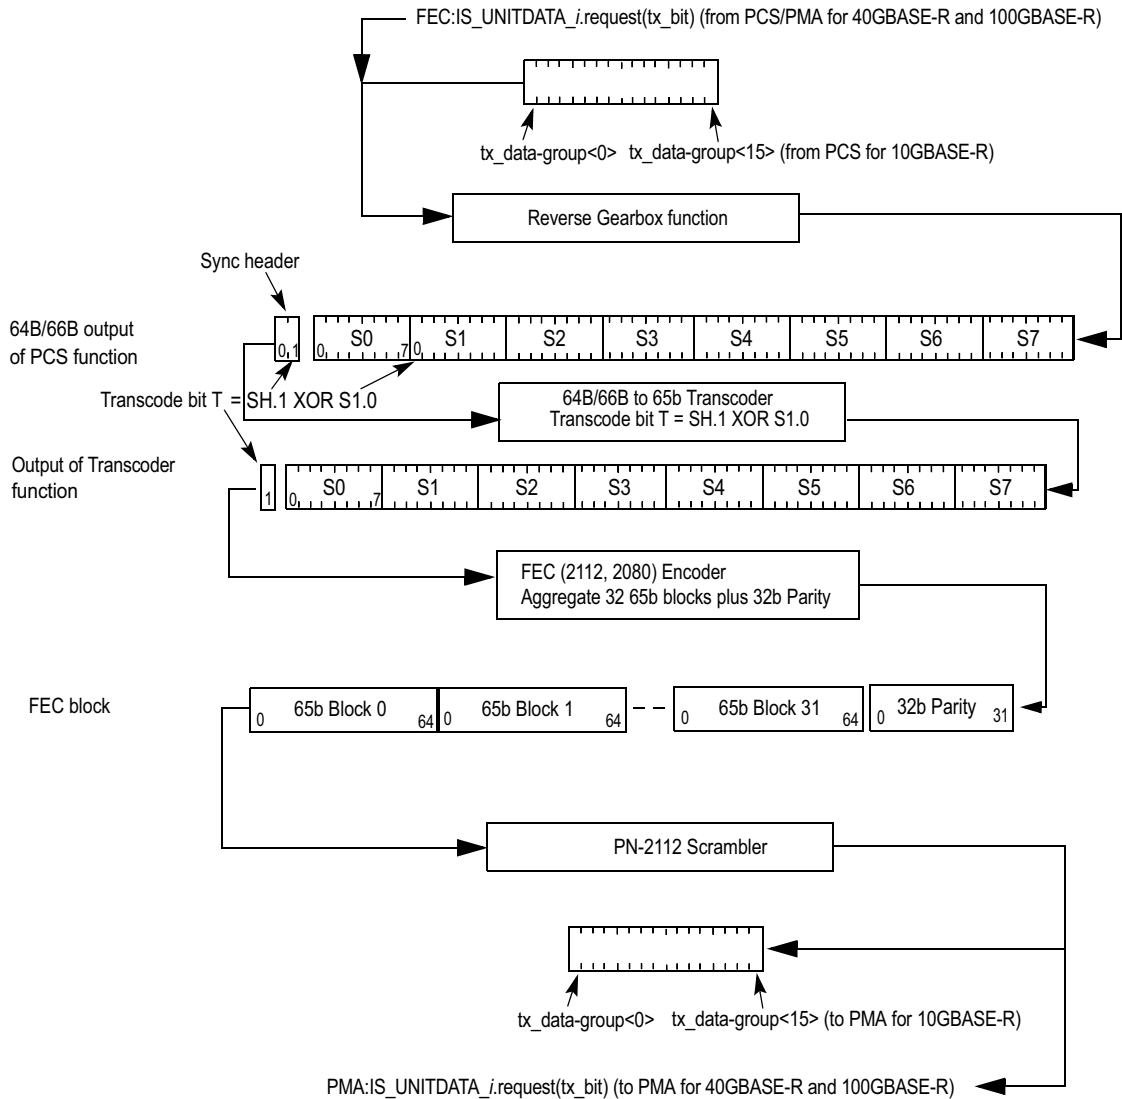 FEC:IS_UNITDATA_i.request(tx_bit) (from PCS/PMA for 40GBASE-R and 100GBASE-R)
tx_data-group<0> tx_data-group<15> (from PCS for 10GBASE-R)
Reverse Gearbox function
Sync header
64B/66B output
of PCS function
0 1 0 S0 7 0 S1 S2 S3 S4 S5 S6 S7
Transcode bit T = SH.1 XOR S1.0
64B/66B to 65b Transcoder
Transcode bit T = SH.1 XOR S1.0
Output of Transcoder
function
1 0 S0 7 S1 S2 S3 S4 S5 S6 S7
FEC (2112, 2080) Encoder
Aggregate 32 65b blocks plus 32b Parity
FEC block
0 65b Block 0 64 0 65b Block 1 64 0 65b Block 31 64 0 32b Parity 31
PN-2112 Scrambler
tx_data-group<0> tx_data-group<15> (to PMA for 10GBASE-R)
PMA:IS_UNITDATA_i.request(tx_bit) (to PMA for 40GBASE-R and 100GBASE-R)